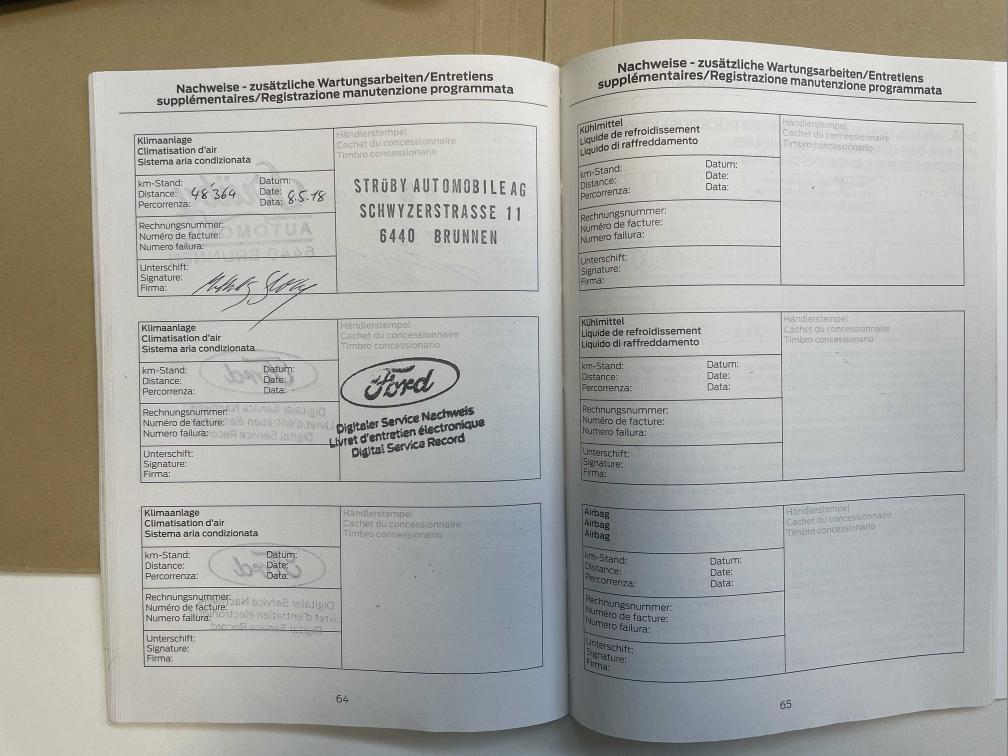 Nachweise - zusätzliche Wartungsarbeiten/Entretiens
supplémentaires/Registrazione manutenzione programmata
Klimaanlage
Climatisation d'air
Sistema aria condizionata
Händlerstempel
Cachet du concessionnaire
Timbro concessionario
km-Stand:
Distance: 48'364
Percorrenza:
Datum:
Date: 8.5.18
Data:
STRÜBY AUTOMOBILE AG
SCHWYZERSTRASSE 11
6440 BRUNNEN
Rechnungsnummer:
Numéro de facture:
Numero failura:
Unterschift:
Signature:
Firma:
Klimaanlage
Climatisation d'air
Sistema aria condizionata
Händlerstempel
Cachet du concessionnaire
Timbro concessionario
km-Stand:
Distance:
Percorrenza:
Datum:
Date:
Data:
Ford
Digitaler Service Nachweis
Livret d'entretien électronique
Digital Service Record
Rechnungsnummer:
Numéro de facture:
Numero failura:
Unterschift:
Signature:
Firma:
Klimaanlage
Climatisation d'air
Sistema aria condizionata
Händlerstempel
Cachet du concessionnaire
Timbro concessionario
km-Stand:
Distance:
Percorrenza:
Datum:
Date:
Data:
Rechnungsnummer:
Numéro de facture:
Numero failura:
Unterschift:
Signature:
Firma:
64
Nachweise - zusätzliche Wartungsarbeiten/Entretiens
supplémentaires/Registrazione manutenzione programmata
Kühlmittel
Liquide de refroidissement
Liquido di raffreddamento
Händlerstempel
Cachet du concessionnaire
Timbro concessionario
km-Stand:
Distance:
Percorrenza:
Datum:
Date:
Data:
Rechnungsnummer:
Numéro de facture:
Numero failura:
Unterschift:
Signature:
Firma:
Kühlmittel
Liquide de refroidissement
Liquido di raffreddamento
Händlerstempel
Cachet du concessionnaire
Timbro concessionario
km-Stand:
Distance:
Percorrenza:
Datum:
Date:
Data:
Rechnungsnummer:
Numéro de facture:
Numero failura:
Unterschift:
Signature:
Firma:
Airbag
Airbag
Airbag
Händlerstempel
Cachet du concessionnaire
Timbro concessionario
km-Stand:
Distance:
Percorrenza:
Datum:
Date:
Data:
Rechnungsnummer:
Numéro de facture:
Numero failura:
Unterschift:
Signature:
Firma:
65